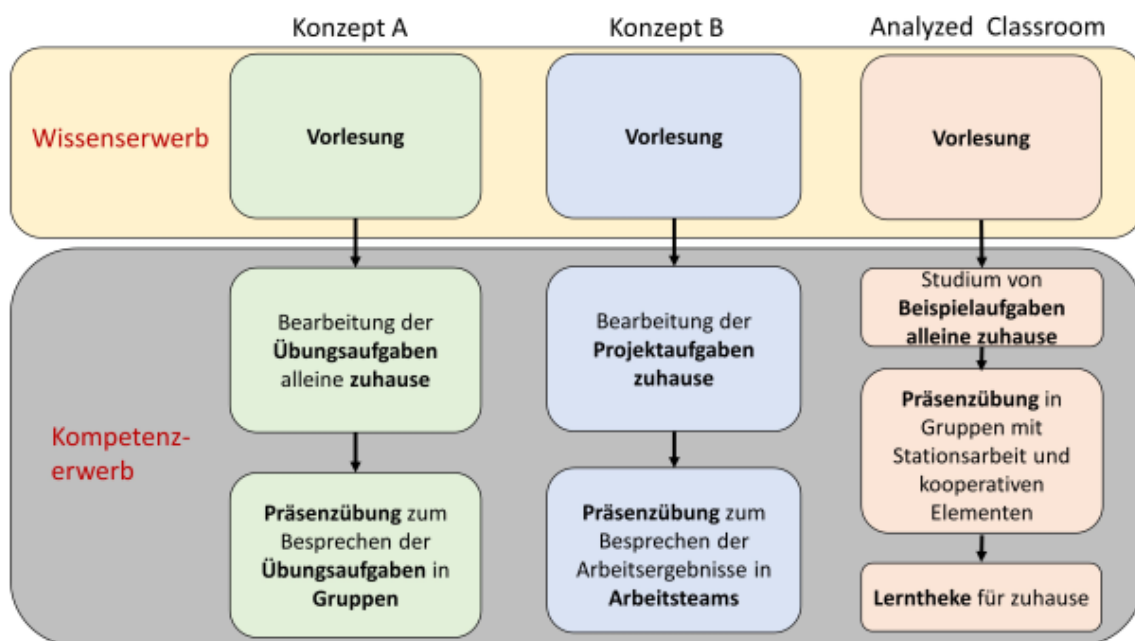 Konzept A
Konzept B
Analyzed Classroom
Wissenserwerb
Vorlesung
Vorlesung
Vorlesung
Kompetenz-
erwerb
Bearbeitung der
Übungsaufgaben
alleine zuhause
Präsenzübung zum
Besprechen der
Übungsaufgaben in
Gruppen
Bearbeitung der
Projektaufgaben
zuhause
Präsenzübung zum
Besprechen der
Arbeitsergebnisse in
Arbeitsteams
Studium von
Beispielaufgaben
alleine zuhause
Präsenzübung in
Gruppen mit
Stationsarbeit und
kooperativen
Elementen
Lerntheke für zuhause